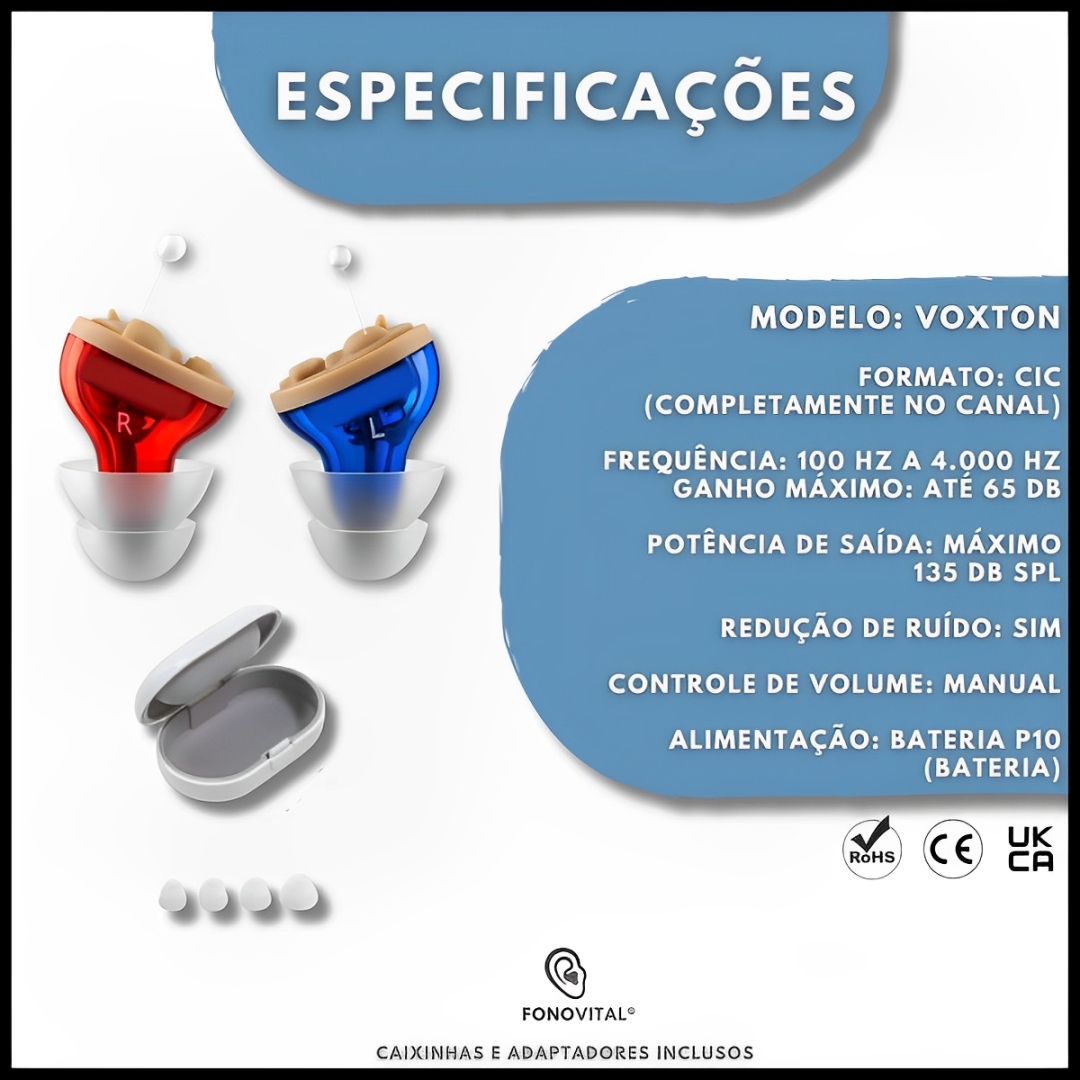 ESPECIFICAÇÕES
R
L
MODELO: VOXTON
FORMATO: CIC
(COMPLETAMENTE NO CANAL)
FREQUÊNCIA: 100 HZ A 4.000 HZ
GANHO MÁXIMO: ATÉ 65 DB
POTÊNCIA DE SAÍDA: MÁXIMO
135 DB SPL
REDUÇÃO DE RUÍDO: SIM
CONTROLE DE VOLUME: MANUAL
ALIMENTAÇÃO: BATERIA P10
(BATERIA)
RoHS
CE
UK
CA
FONOVITAL®
CAIXINHAS E ADAPTADORES INCLUSOS